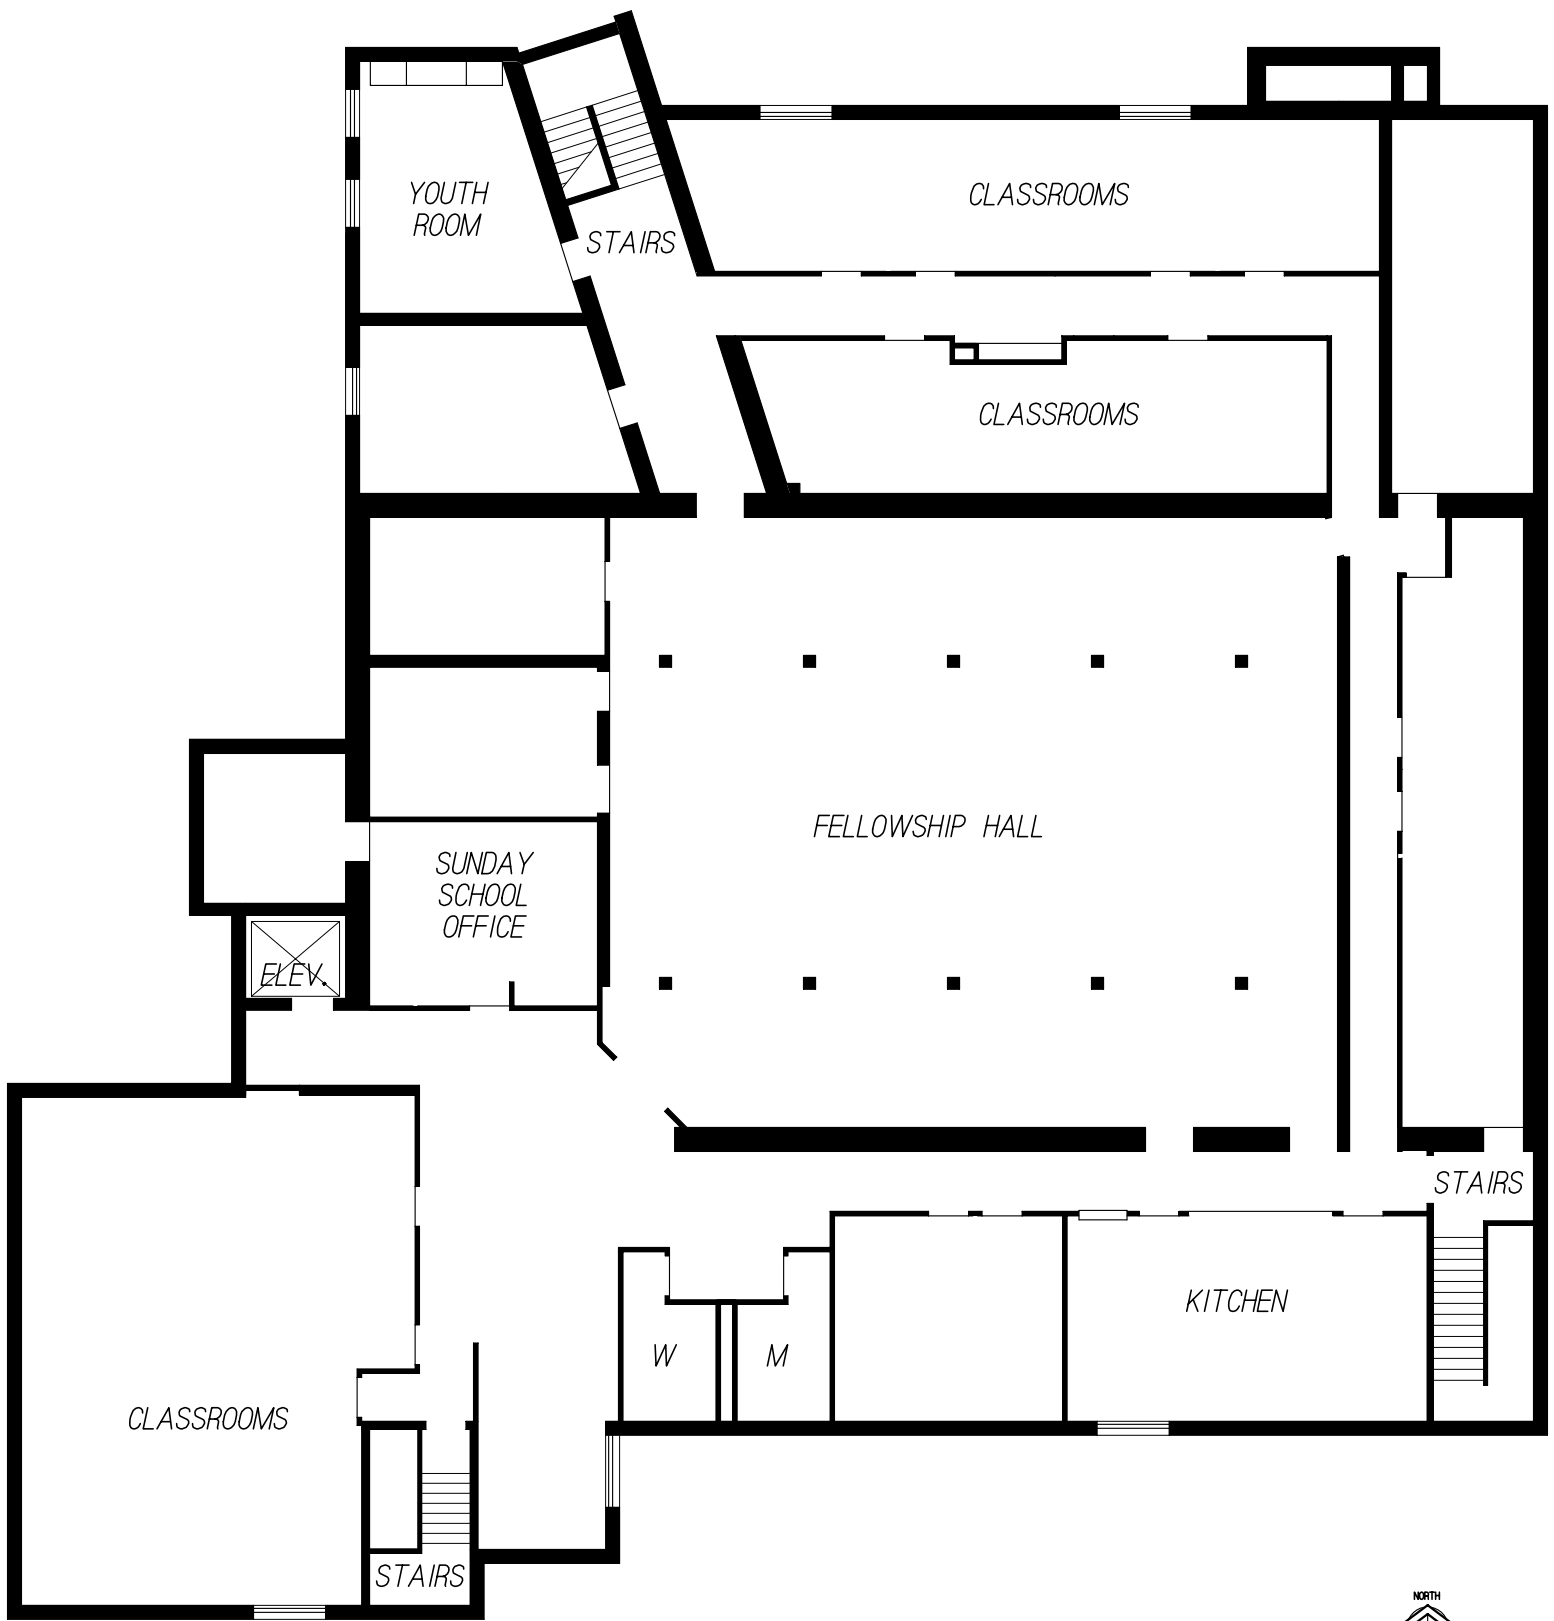 YOUTH
ROOM
STAIRS
CLASSROOMS
CLASSROOMS
FELLOWSHIP HALL
SUNDAY
SCHOOL
OFFICE
ELEV.
STAIRS
KITCHEN
W
M
CLASSROOMS
STAIRS
NORTH